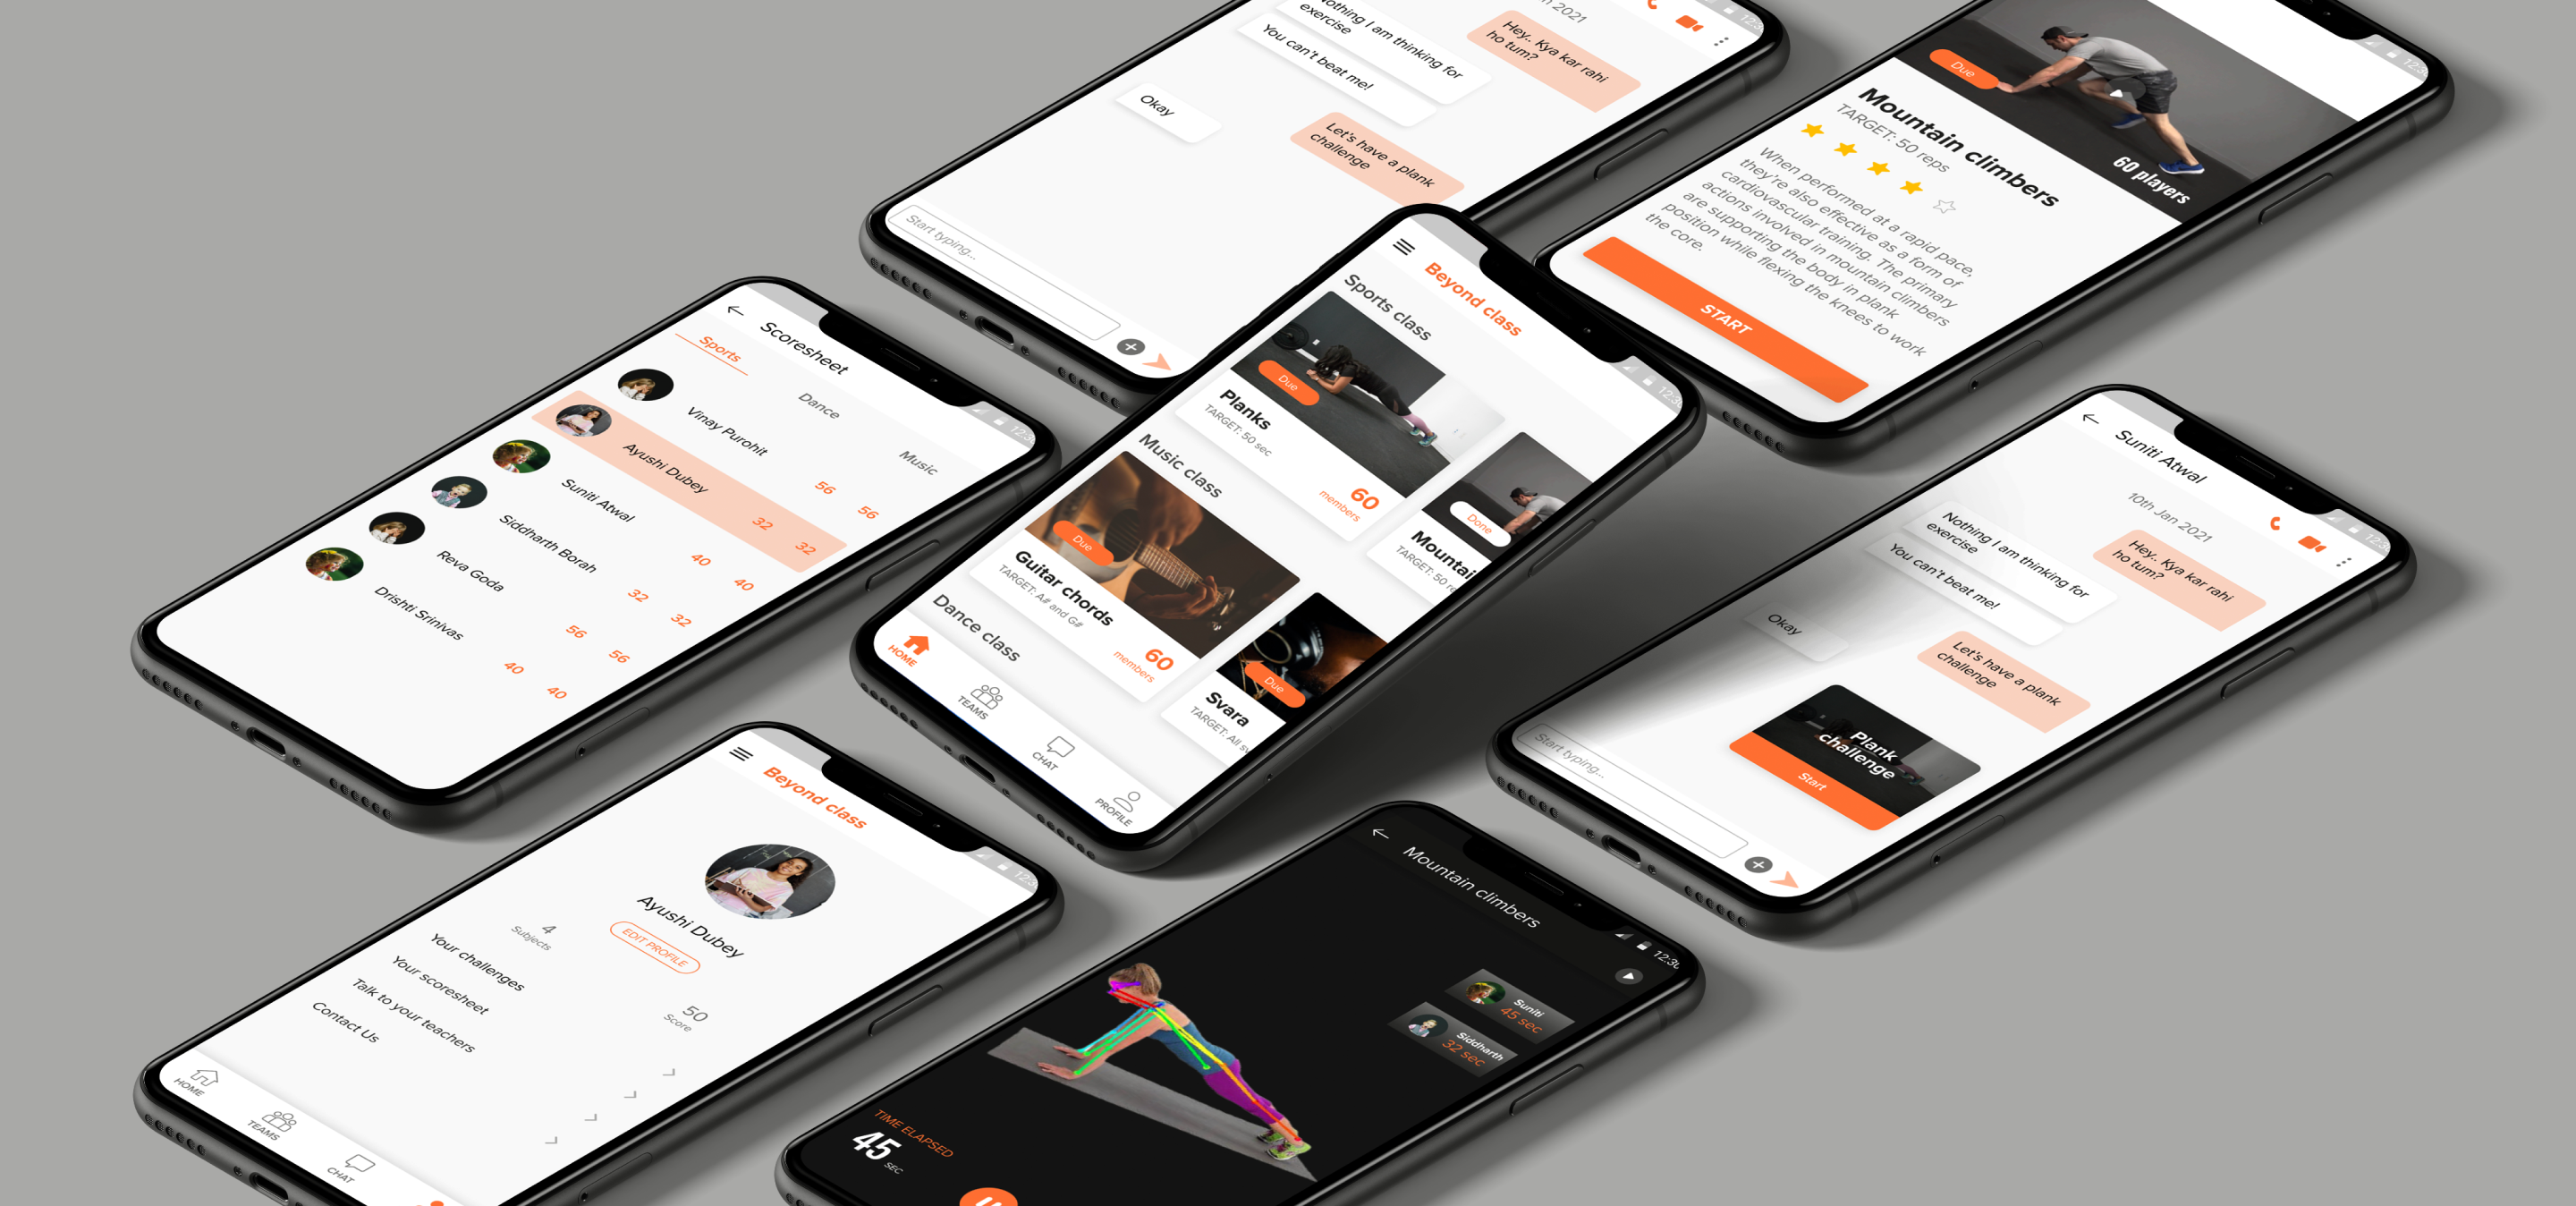 Nothing I am thinking for
exercise
You can't beat me!
Okay
n 2021
Hey.. Kya kar rahi
ho tum?
Let's have a plank
challenge
Start typing...
Due
60 players
Mountain climbers
TARGET: 50 reps
When performed at a rapid pace,
they're also effective as a form of
cardiovascular training. The primary
actions involved in mountain climbers
are supporting the body in plank
position while flexing the knees to work
the core.
START
Scoresheet
Sports
Dance
Music
Vinay Purohit 56 56
Ayushi Dubey 32 32
Suniti Atwal 40 40
Siddharth Borah 32 32
Reva Goda 56 56
Drishti Srinivas 40 40
Beyond class
Sports class
Due
Planks
TARGET: 50 sec
60
members
Done
Mountai
TARGET: 50 re
Music class
Due
Guitar chords
TARGET: A# and G#
60
members
Due
Svara
TARGET: All sv
Dance class
HOME
TEAMS
CHAT
PROFILE
Suniti Atwal
10th Jan 2021
Hey.. Kya kar rahi
ho tum?
Nothing I am thinking for
exercise
You can't beat me!
Let's have a plank
challenge
Okay
Plank
challenge
Start
Start typing...
Beyond class
Ayushi Dubey
EDIT PROFILE
4
Subjects
50
Score
Your challenges
Your scoresheet
Talk to your teachers
Contact Us
HOME
TEAMS
CHAT
12:30
Mountain climbers
Suniti
45 sec
Siddharth
32 sec
TIME ELAPSED
45 SEC